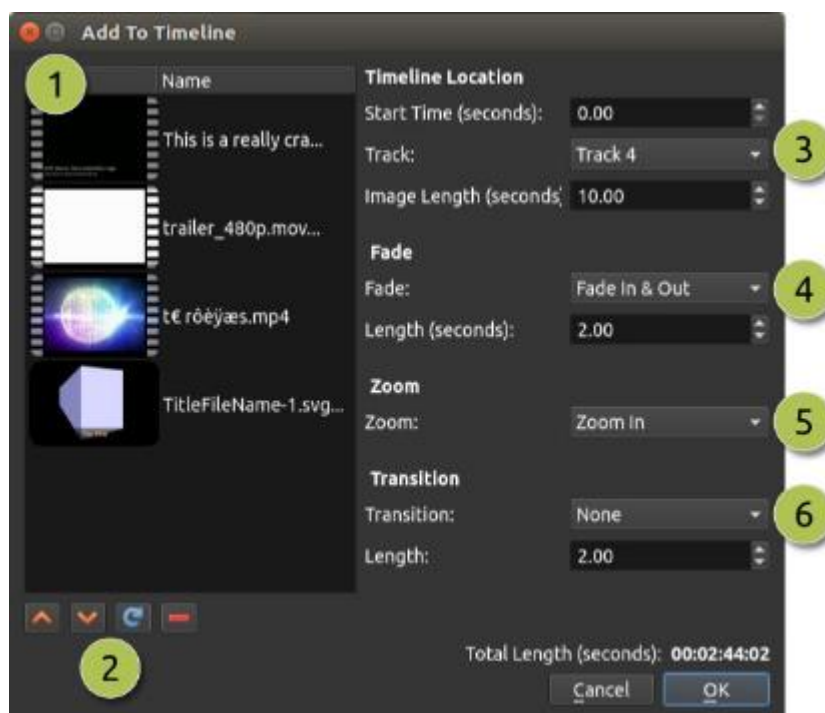 Add To Timeline
1
Name
This is a really cra...
trailer_480p.mov...
t€ rôèÿæs.mp4
TitleFileName-1.svg...
2
Timeline Location
Start Time (seconds): 0.00
Track: Track 4
3
Image Length (seconds) 10.00
Fade
Fade: Fade In & Out
4
Length (seconds): 2.00
Zoom
Zoom: Zoom In
5
Transition
Transition: None
6
Length: 2.00
Total Length (seconds): 00:02:44:02
Cancel OK